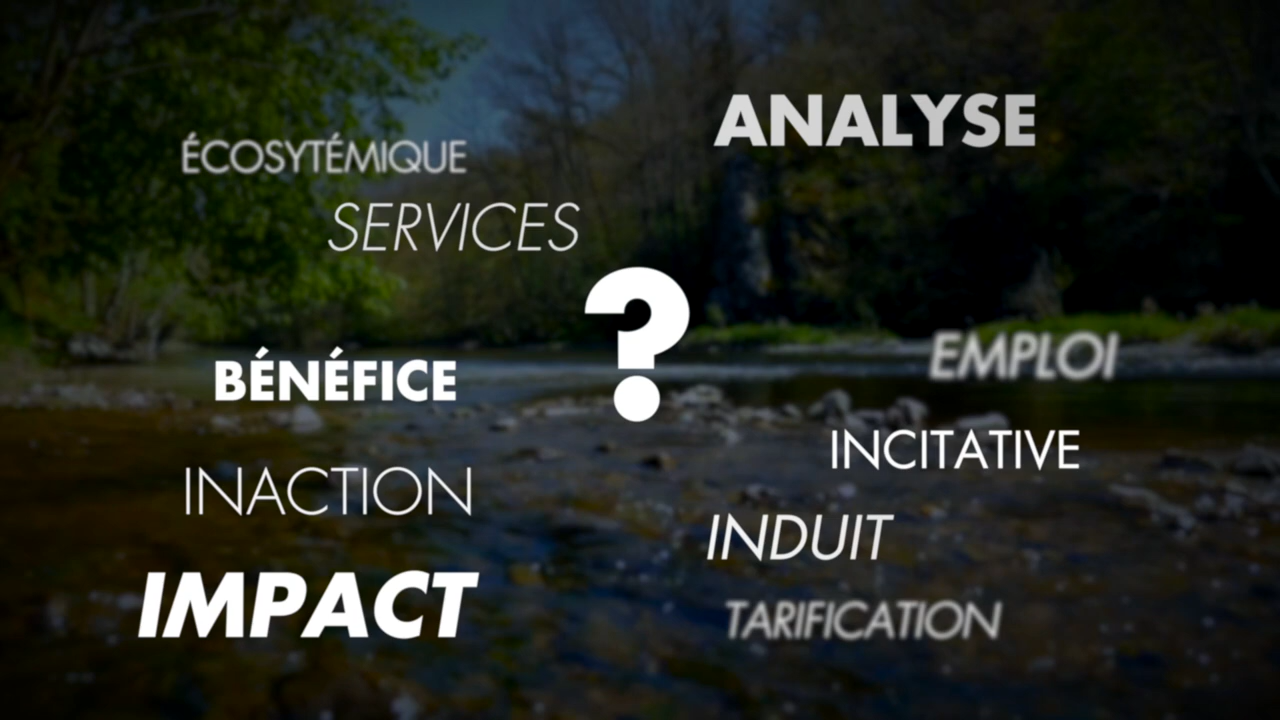 ANALYSE
ÉCOSYTÉMIQUE
SERVICES
?
EMPLOI
BÉNÉFICE
INCITATIVE
INACTION
INDUIT
IMPACT
TARIFICATION